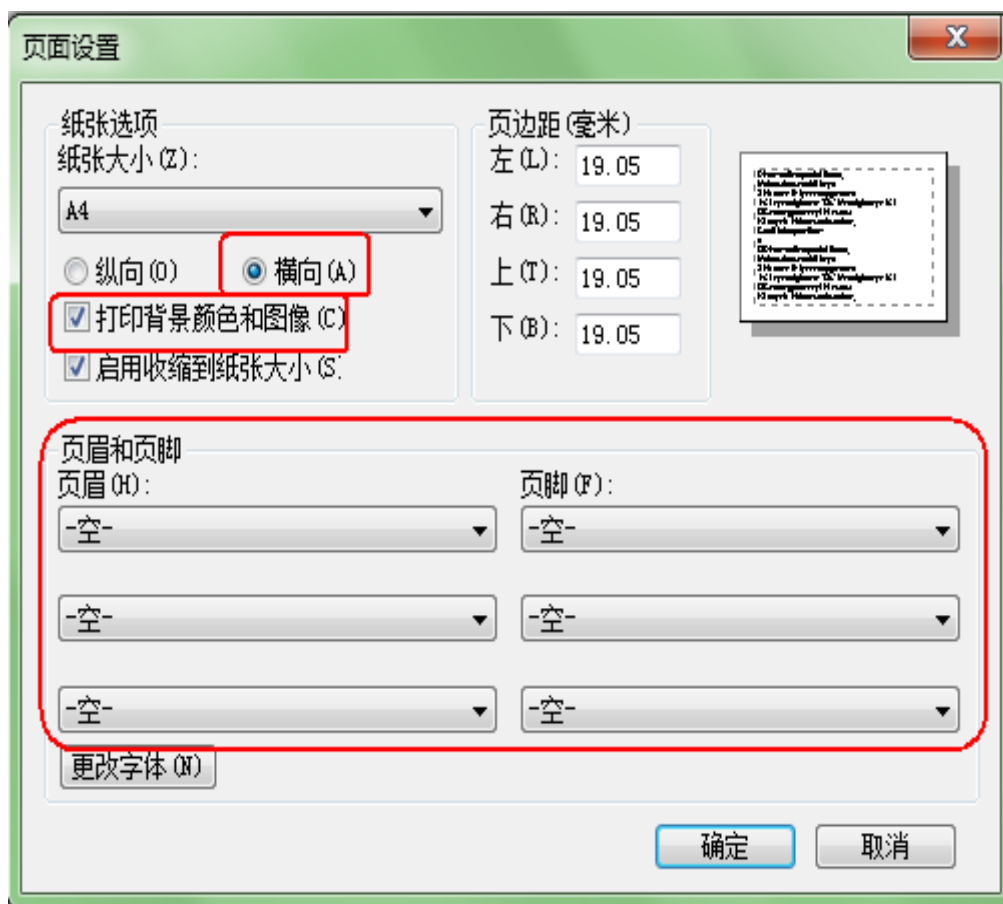 页面设置
纸张选项
纸张大小(Z):
A4
纵向(O)
横向(A)
打印背景颜色和图像(C)
启用收缩到纸张大小(S
页边距(毫米)
左(L): 19.05
右(R): 19.05
上(T): 19.05
下(B): 19.05
页眉和页脚
页眉(H):
页脚(F):
-空-
-空-
-空-
-空-
-空-
-空-
更改字体(N)
确定
取消